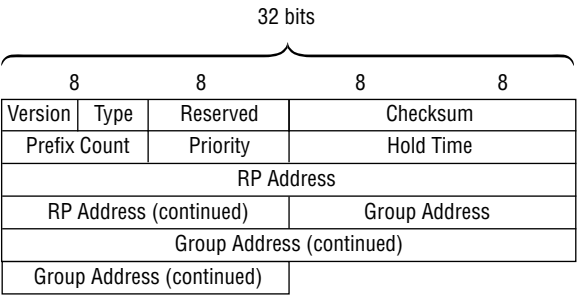 32 bits
8 8 8 8
Version Type Reserved Checksum
Prefix Count Priority Hold Time
RP Address
RP Address (continued) Group Address
Group Address (continued)
Group Address (continued)